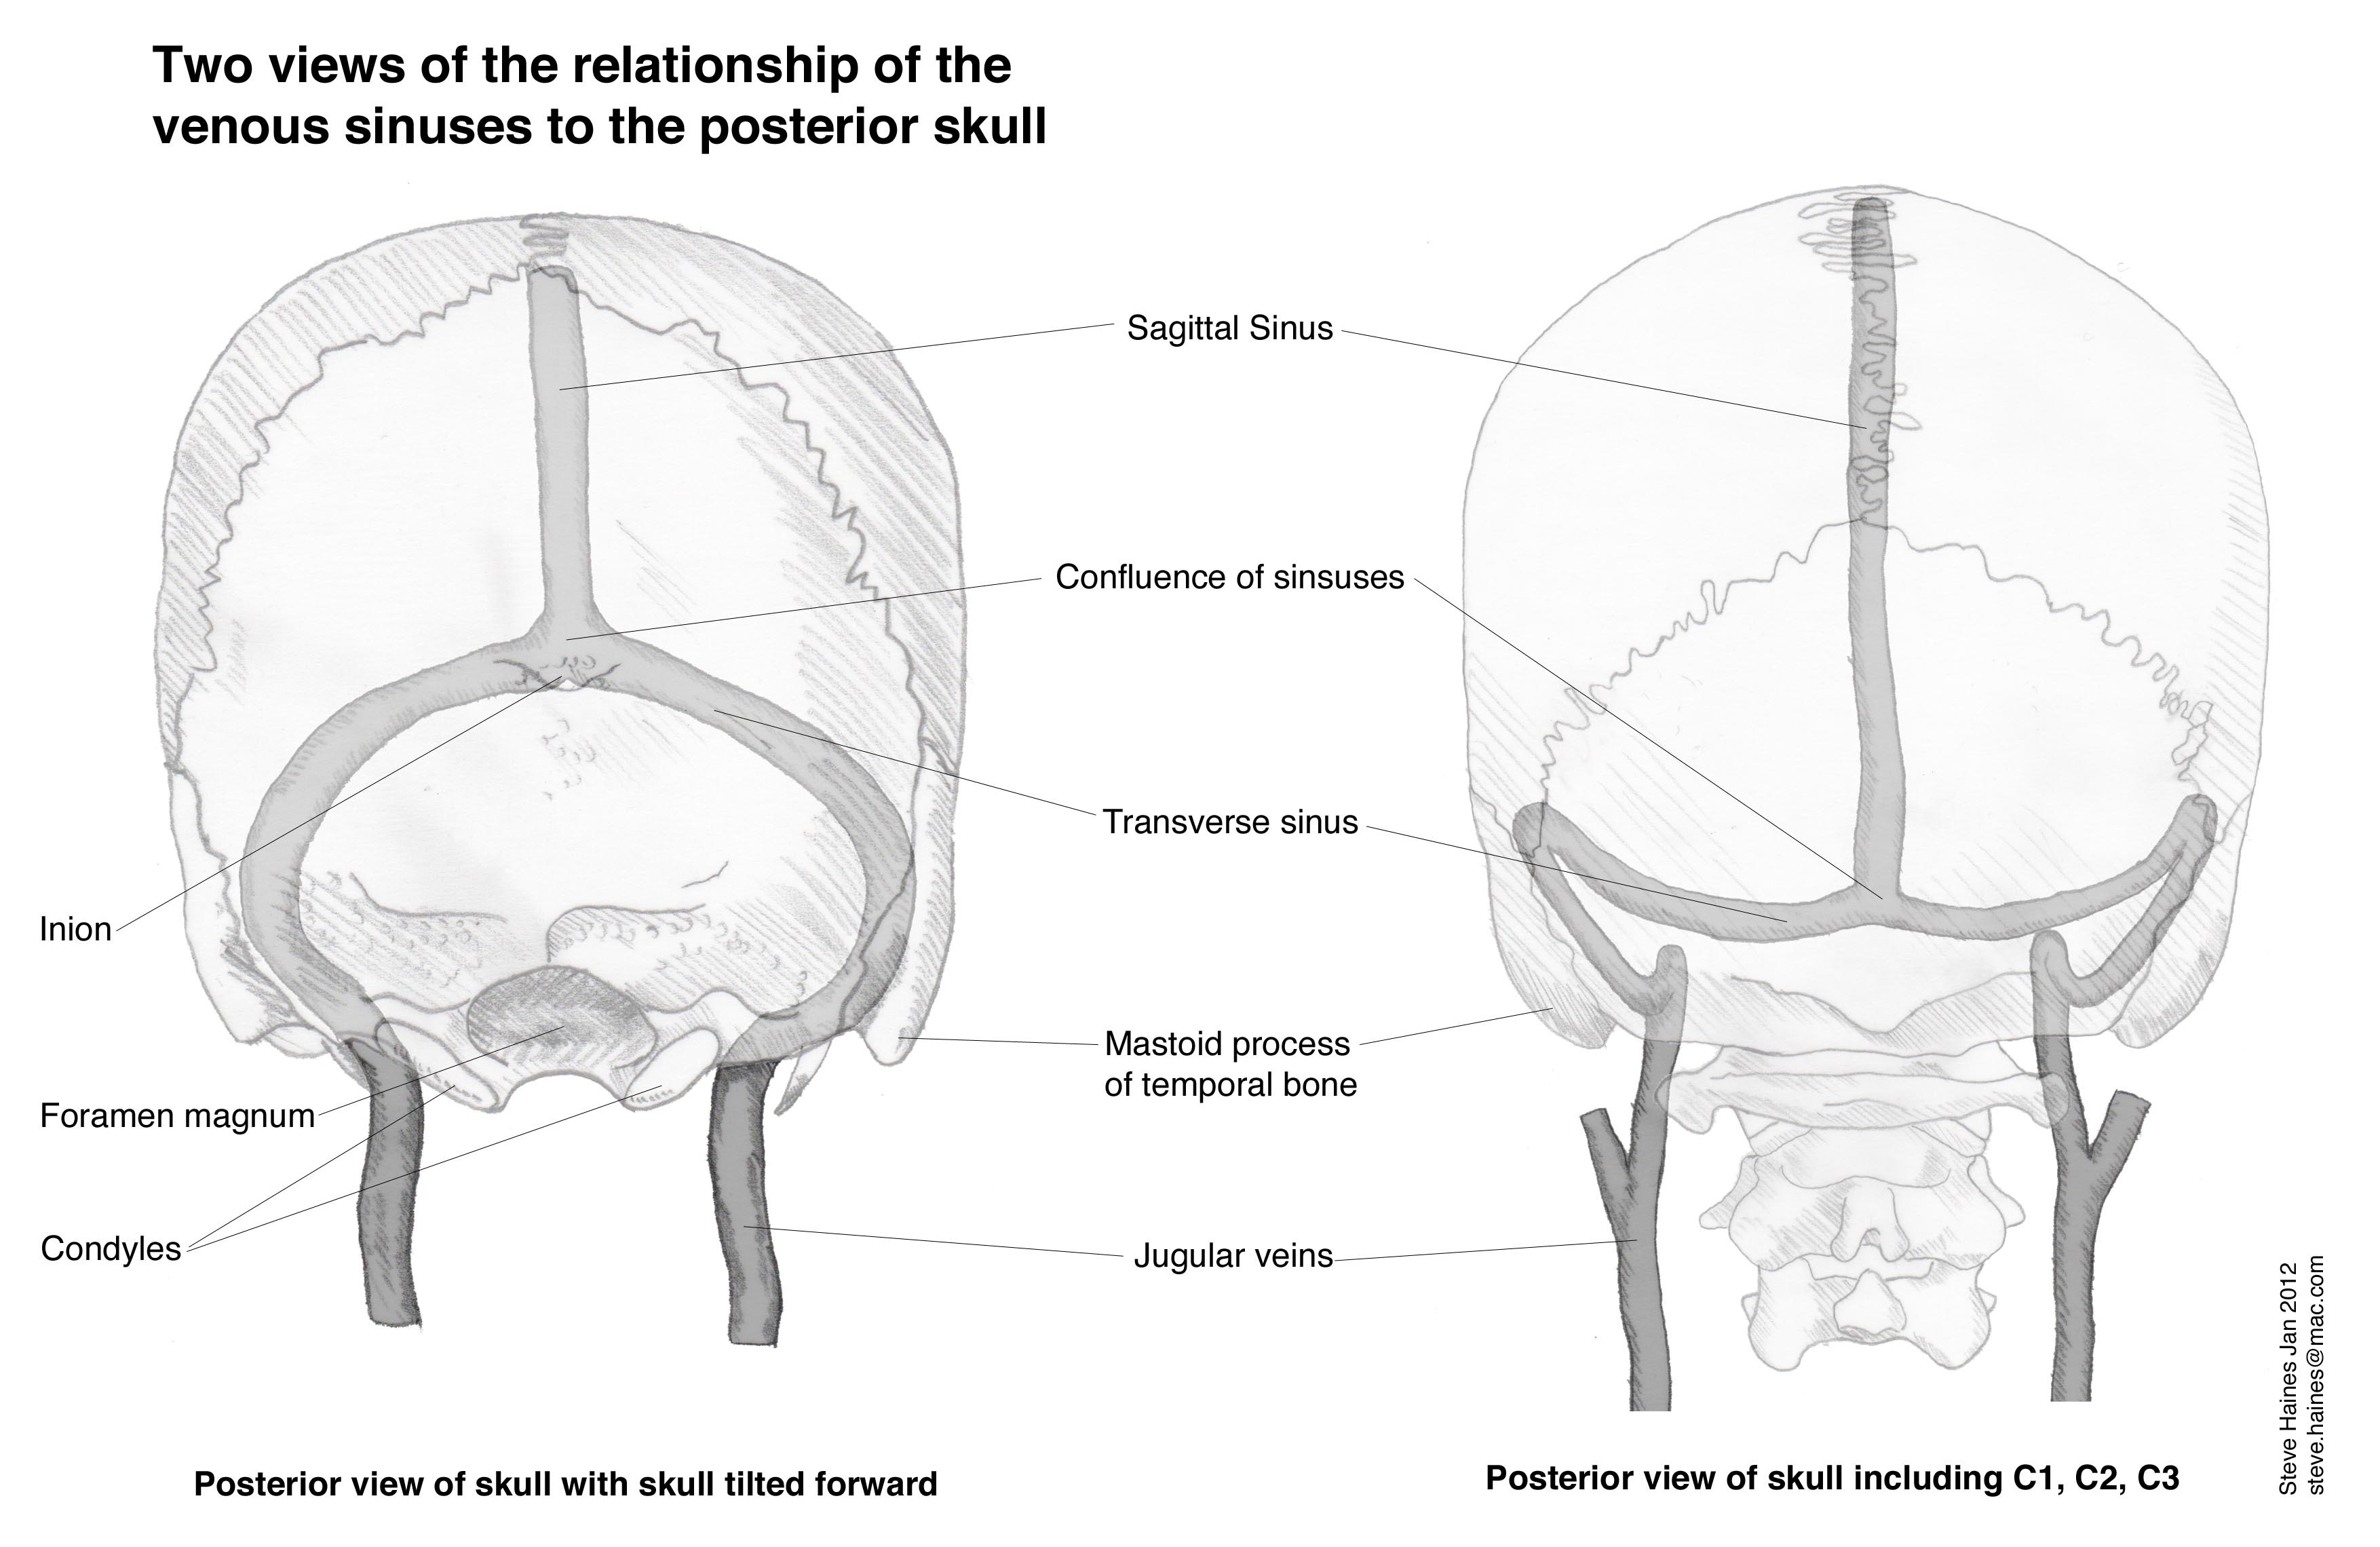 Two views of the relationship of the
venous sinuses to the posterior skull
Sagittal Sinus
Confluence of sinsuses
Transverse sinus
Inion
Mastoid process
of temporal bone
Foramen magnum
Condyles
Jugular veins
Posterior view of skull with skull tilted forward
Posterior view of skull including C1, C2, C3
Steve Haines Jan 2012
steve.haines@mac.com